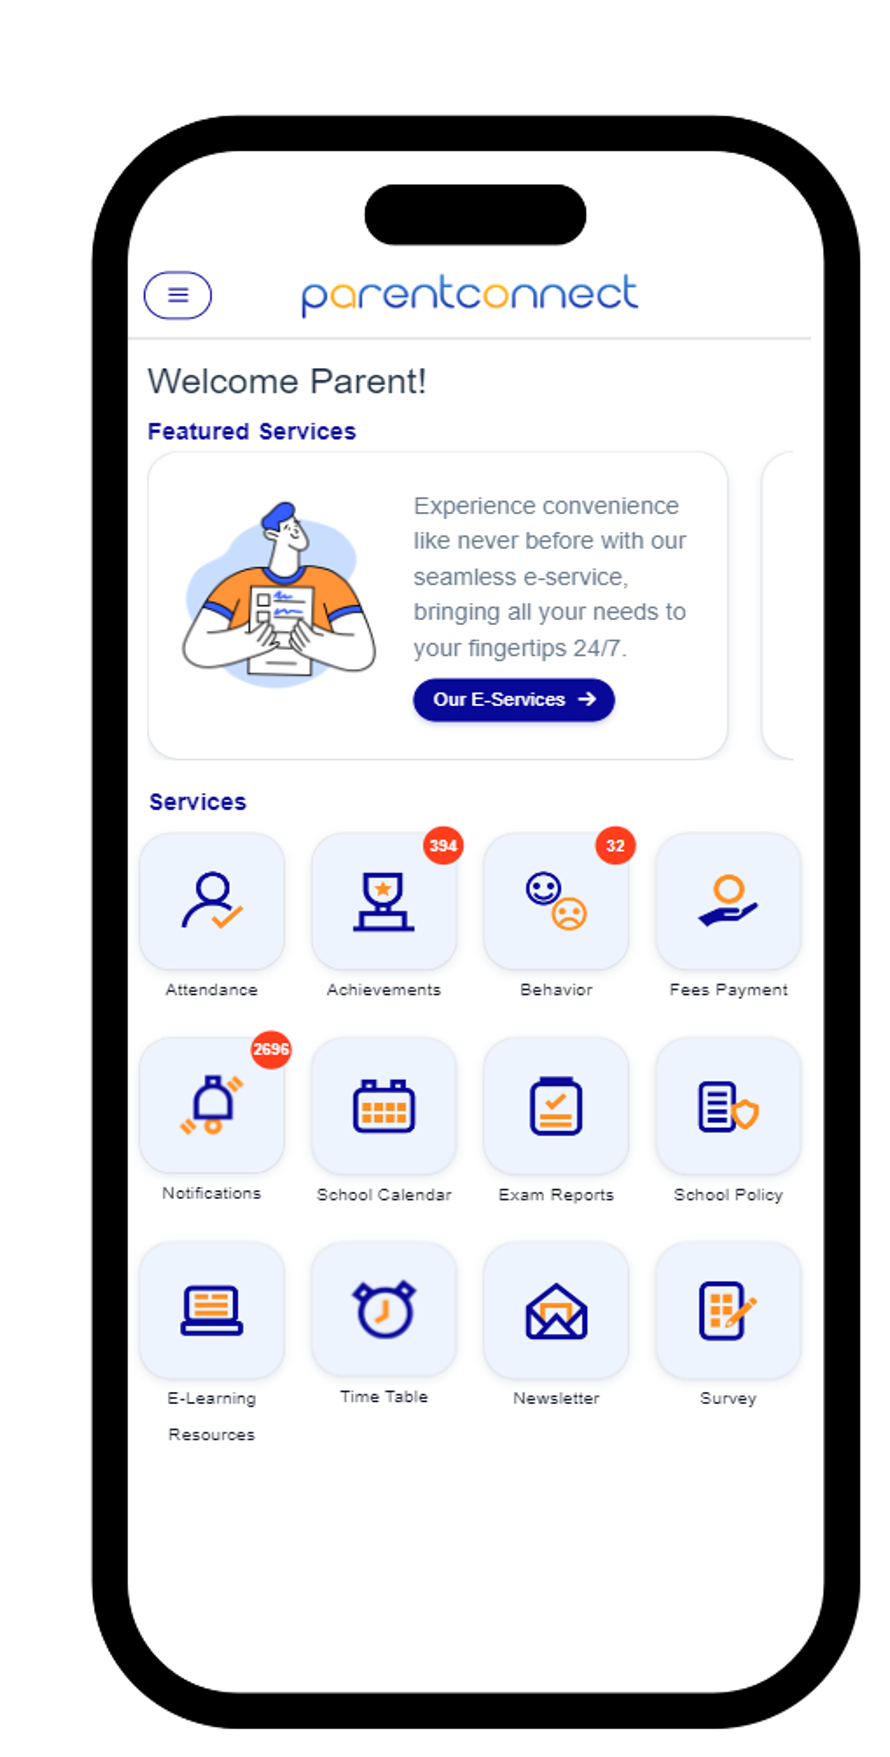 parentconnect
Welcome Parent!
Featured Services
Experience convenience
like never before with our
seamless e-service,
bringing all your needs to
your fingertips 24/7.
Our E-Services
Services
394
32
Attendance
Achievements
Behavior
Fees Payment
2696
Notifications
School Calendar
Exam Reports
School Policy
E-Learning
Resources
Time Table
Newsletter
Survey